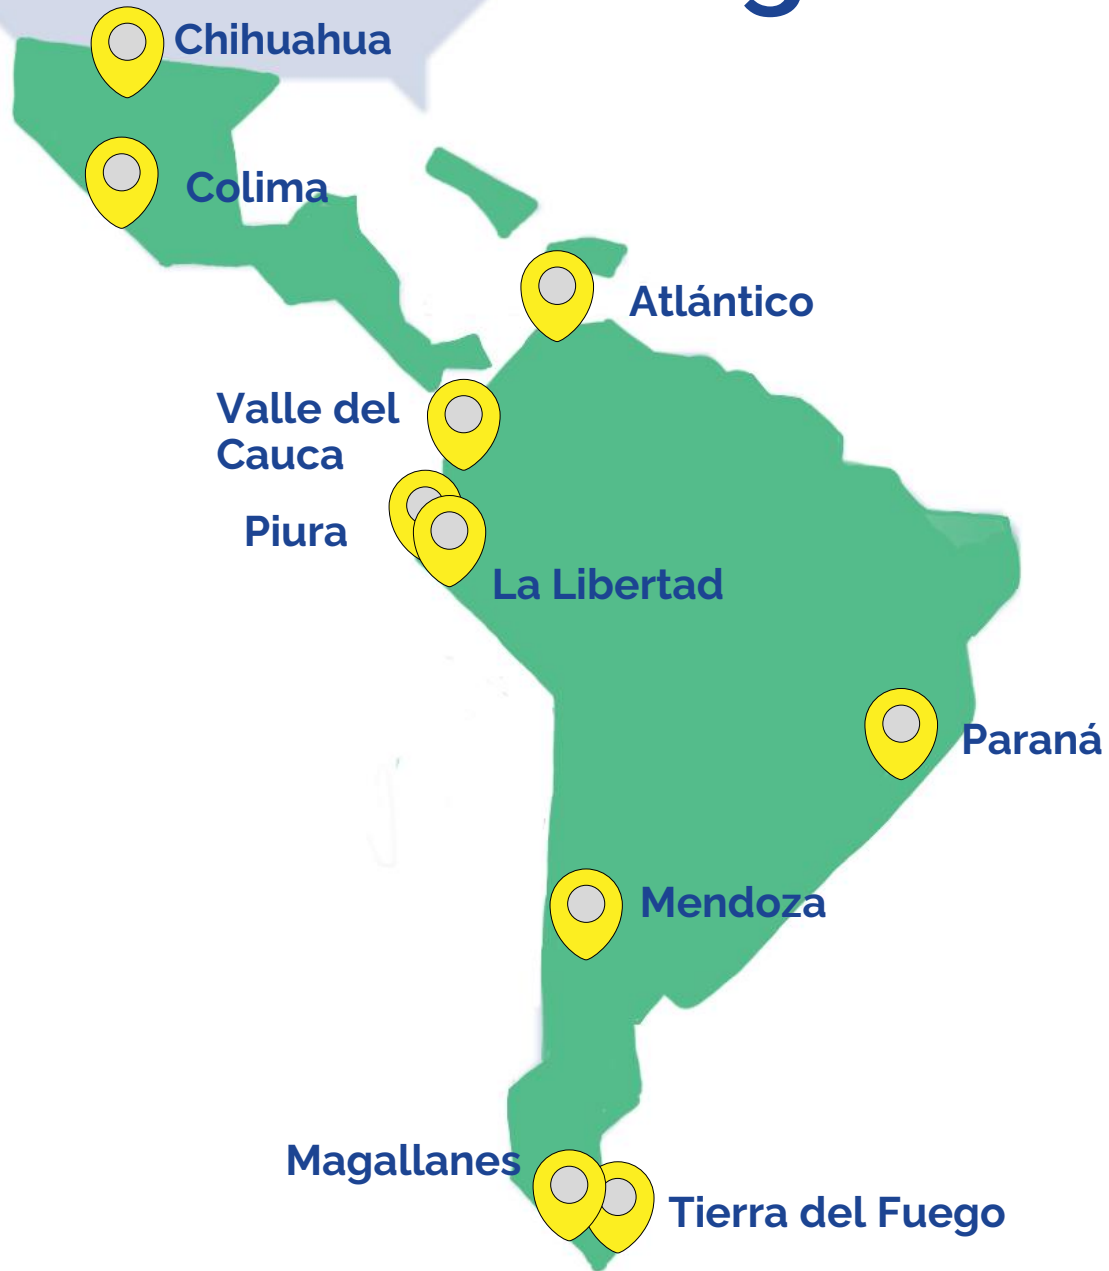 Chihuahua
Colima
Atlántico
Valle del
Cauca
Piura
La Libertad
Paraná
Mendoza
Magallanes
Tierra del Fuego